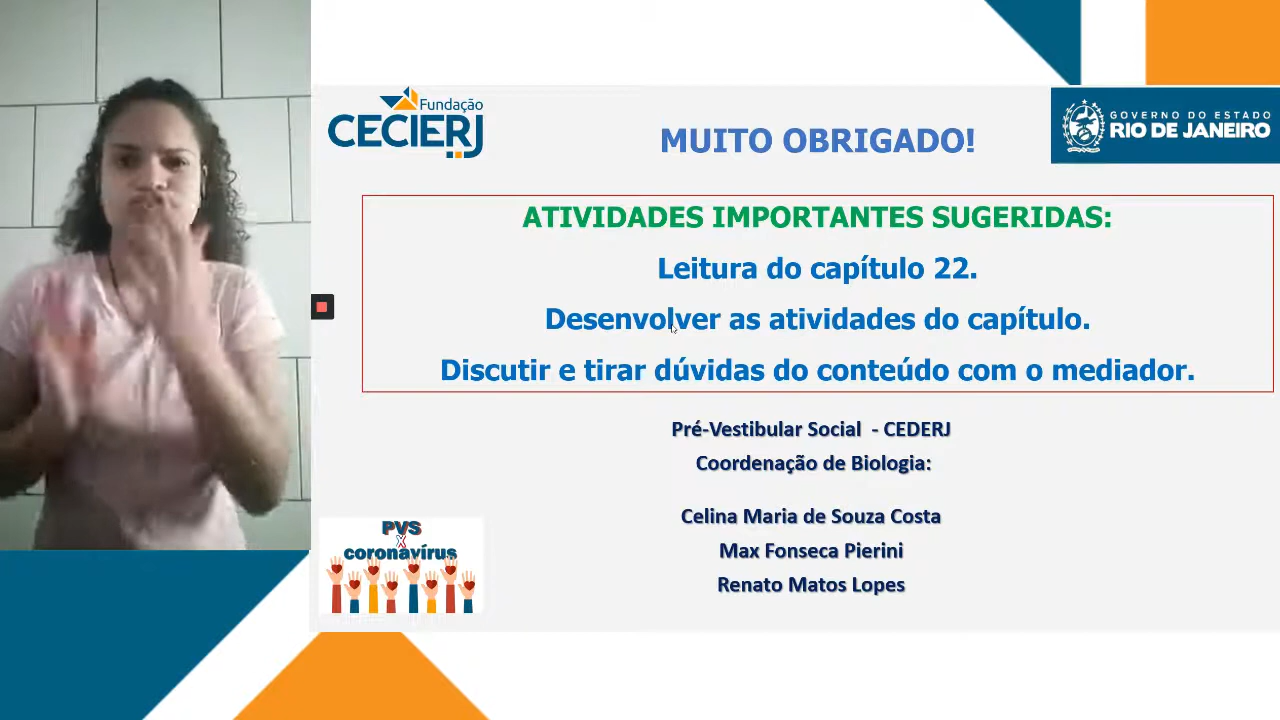 Fundação
CECIERJ
MUITO OBRIGADO!
GOVERNO DO ESTADO
RIO DE JANEIRO
ATIVIDADES IMPORTANTES SUGERIDAS:
Leitura do capítulo 22.
Desenvolver as atividades do capítulo.
Discutir e tirar dúvidas do conteúdo com o mediador.
Pré-Vestibular Social - CEDERJ
Coordenação de Biologia:
Celina Maria de Souza Costa
Max Fonseca Pierini
Renato Matos Lopes
PVS
X
coronavírus